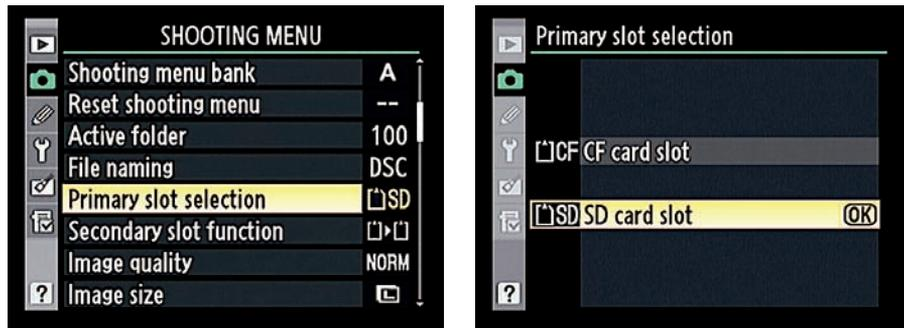 SHOOTING MENU
Shooting menu bank A
Reset shooting menu --
Active folder 100
File naming DSC
Primary slot selection SD
Secondary slot function
Image quality NORM
Image size L
?
Primary slot selection
CF CF card slot
SD SD card slot OK
?